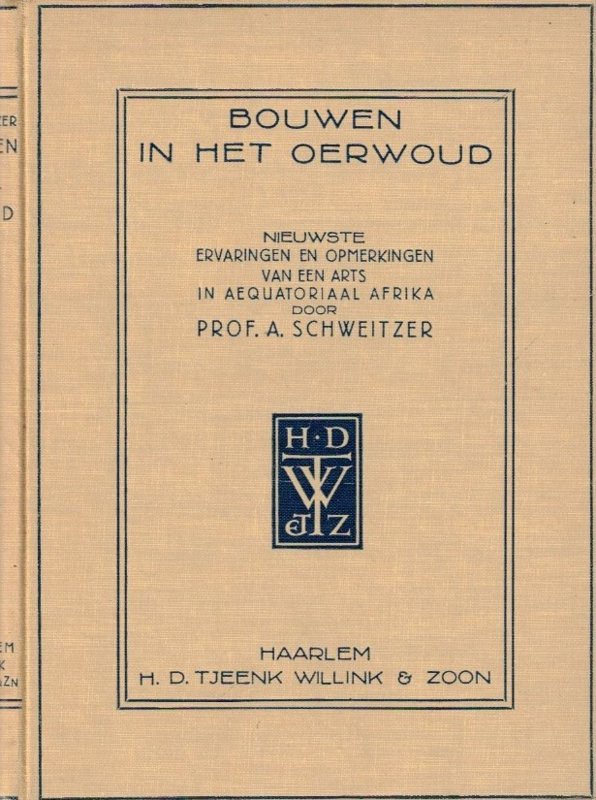 BOUWEN
IN HET OERWOUD
NIEUWSTE
ERVARINGEN EN OPMERKINGEN
VAN EEN ARTS
IN AEQUATORIAAL AFRIKA
DOOR
PROF. A. SCHWEITZER
H·D
TW
ETZ
HAARLEM
H. D. TJEENK WILLINK & ZOON